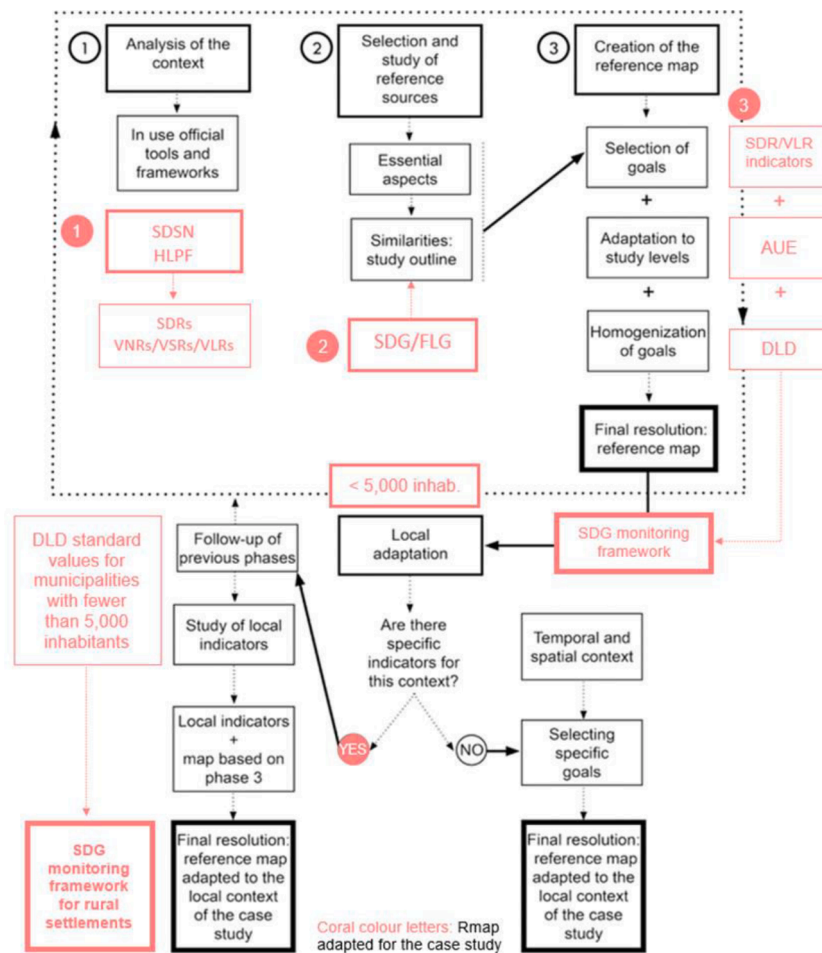 1
Analysis of the
context
In use official
tools and
frameworks
1
SDSN
HLPF
SDRs
VNRs/VSRs/VLRs
2
Selection and
study of
reference
sources
Essential
aspects
Similarities:
study outline
2
SDG/FLG
3
Creation of the
reference map
Selection of
goals
+
Adaptation to
study levels
+
Homogenization
of goals
Final resolution:
reference map
3
SDR/VLR
indicators
+
AUE
+
DLD
< 5,000 inhab.
SDG monitoring
framework
Local
adaptation
Are there
specific
indicators for
this context?
YES
NO
Follow-up of
previous phases
Study of local
indicators
Local indicators
+
map based on
phase 3
Final resolution:
reference map
adapted to the
local context
of the case
study
DLD standard
values for
municipalities
with fewer
than 5,000
inhabitants
SDG
monitoring
framework
for rural
settlements
Temporal and
spatial context
Selecting
specific
goals
Final resolution:
reference map
adapted to the
local context
of the case
study
Coral colour letters: Rmap
adapted for the case study